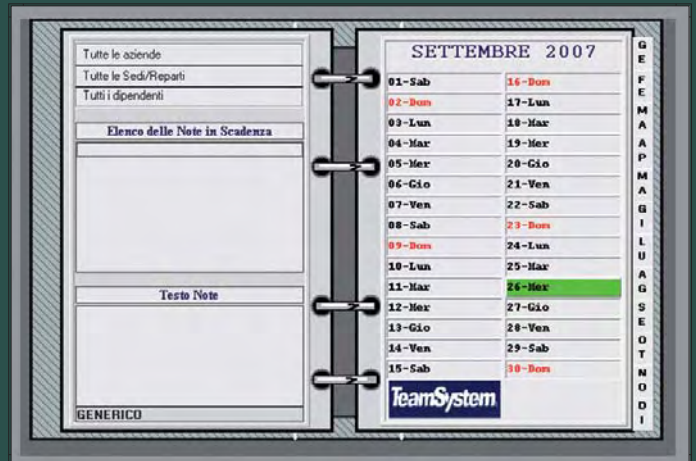 Tutte le aziende
Tutte le Sedi/Reparti
Tutti i dipendenti
Elenco delle Note in Scadenza
Testo Note
GENERICO
SETTEMBRE 2007
01-Sab
02-Dom
03-Lun
04-Mar
05-Mer
06-Gio
07-Ven
08-Sab
09-Dom
10-Lun
11-Mar
12-Mer
13-Gio
14-Ven
15-Sab
16-Dom
17-Lun
18-Mar
19-Mer
20-Gio
21-Ven
22-Sab
23-Dom
24-Lun
25-Mar
26-Mer
27-Gio
28-Ven
29-Sab
30-Dom
TeamSystem
GE
FE
MA
AP
MA
GI
LU
AG
SE
OT
NO
DI